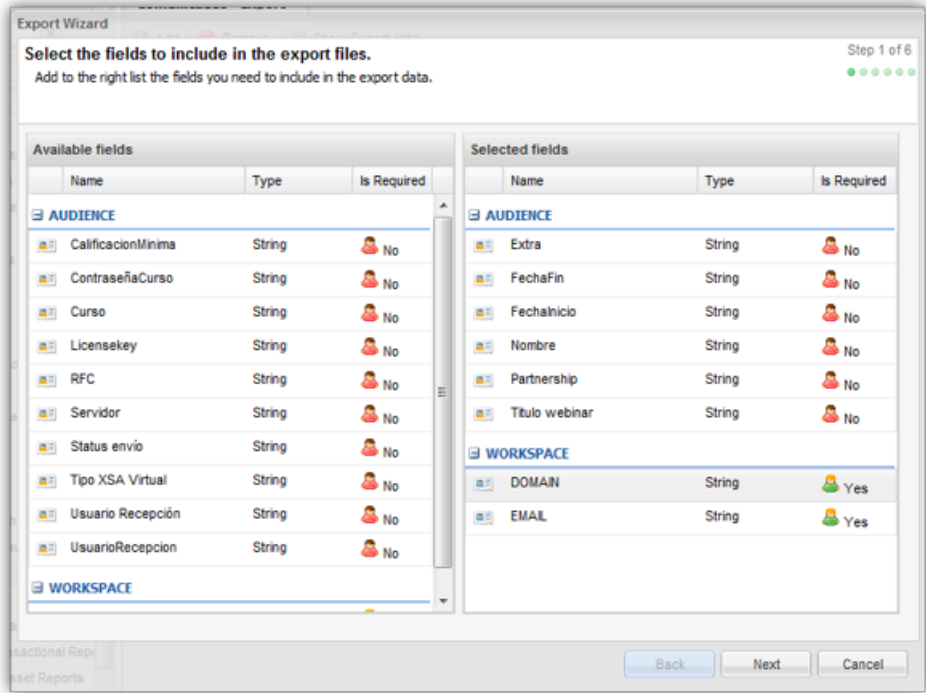 Export Wizard
Select the fields to include in the export files.
Step 1 of 6
Add to the right list the fields you need to include in the export data.
Available fields
Name Type Is Required
AUDIENCE
CalificacionMinima String No
ContraseñaCurso String No
Curso String No
Licensekey String No
RFC String No
Servidor String No
Status envío String No
Tipo XSA Virtual String No
Usuario Recepción String No
UsuarioRecepcion String No
WORKSPACE
Selected fields
Name Type Is Required
AUDIENCE
Extra String No
FechaFin String No
FechaInicio String No
Nombre String No
Partnership String No
Titulo webinar String No
WORKSPACE
DOMAIN String Yes
EMAIL String Yes
sactional Rep
sset Reports
Back Next Cancel